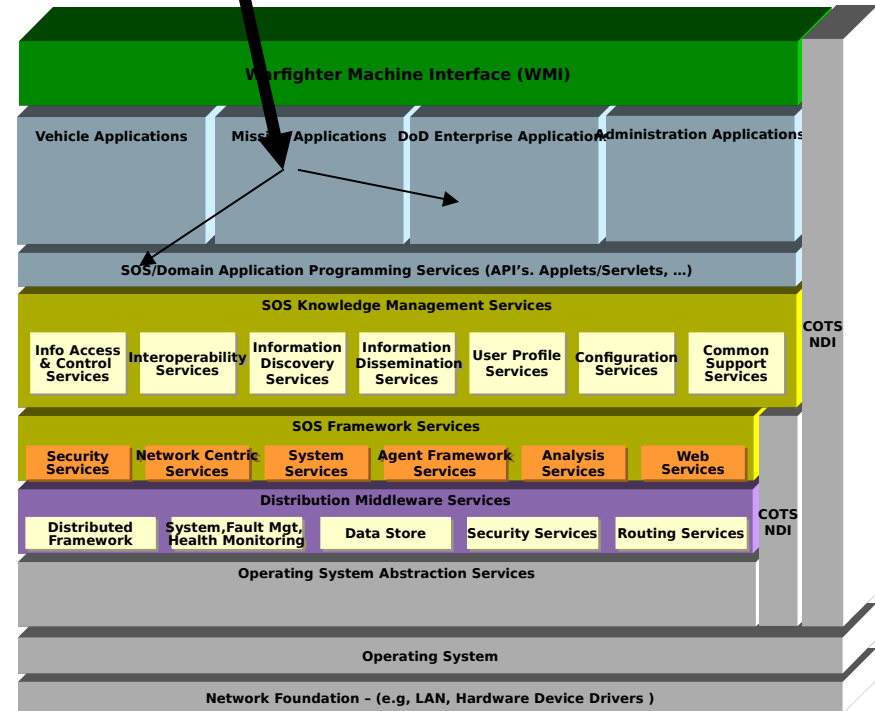 Warfighter Machine Interface (WMI)
Vehicle Applications
Mission Applications
DoD Enterprise Applications
Administration Applications
SOS/Domain Application Programming Services (API’s. Applets/Servlets, …)
SOS Knowledge Management Services
Info Access
& Control
Services
Interoperability
Services
Information
Discovery
Services
Information
Dissemination
Services
User Profile
Services
Configuration
Services
Common
Support
Services
COTS
NDI
SOS Framework Services
Security
Services
Network Centric
Services
System
Services
Agent Framework
Services
Analysis
Services
Web
Services
Distribution Middleware Services
Distributed
Framework
System,Fault Mgt,
Health Monitoring
Data Store
Security Services
Routing Services
COTS
NDI
Operating System Abstraction Services
Operating System
Network Foundation – (e.g, LAN, Hardware Device Drivers )